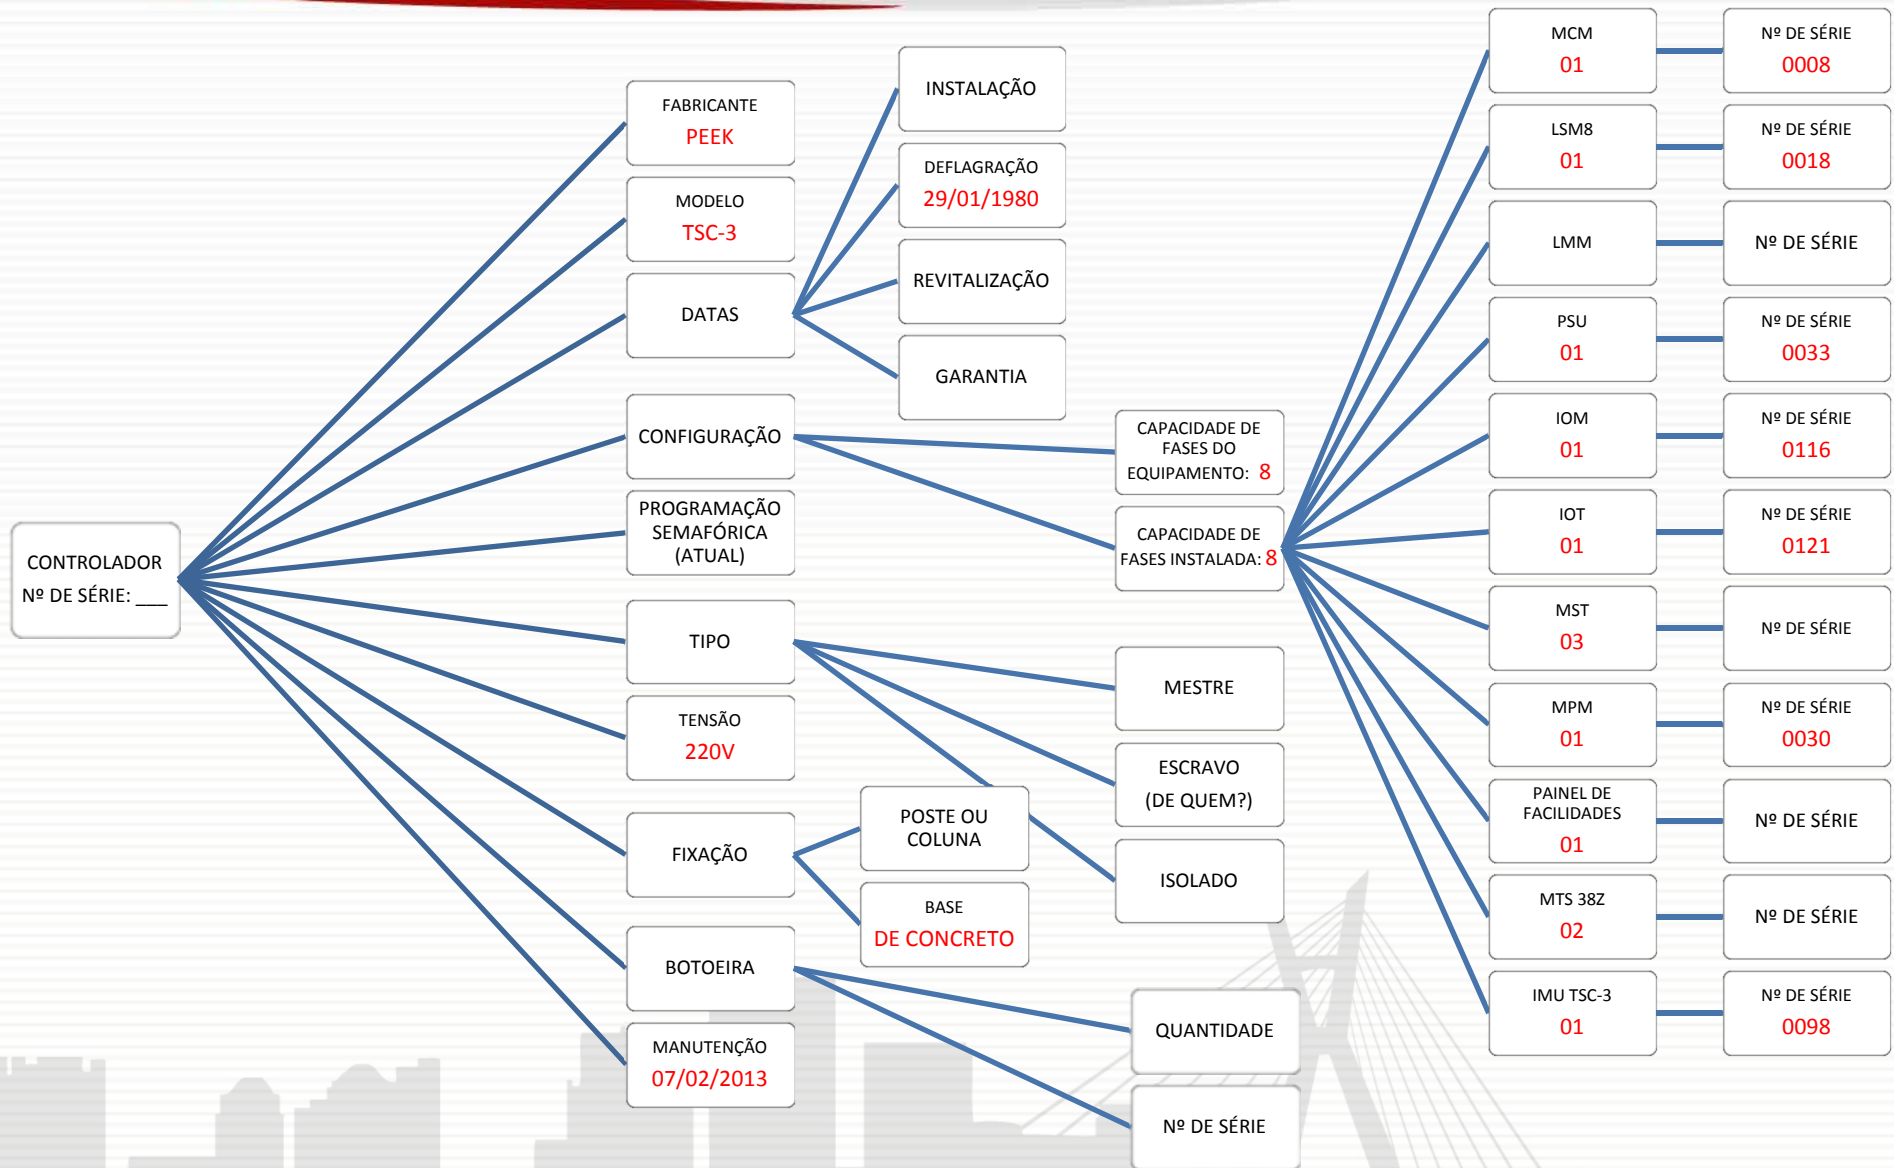 CONTROLADOR
Nº DE SÉRIE: ___
FABRICANTE
PEEK
MODELO
TSC-3
DATAS
CONFIGURAÇÃO
PROGRAMAÇÃO
SEMAFÓRICA
(ATUAL)
TIPO
TENSÃO
220V
FIXAÇÃO
BOTOEIRA
MANUTENÇÃO
07/02/2013
INSTALAÇÃO
DEFLAGRAÇÃO
29/01/1980
REVITALIZAÇÃO
GARANTIA
CAPACIDADE DE
FASES DO
EQUIPAMENTO: 8
CAPACIDADE DE
FASES INSTALADA: 8
MESTRE
ESCRAVO
(DE QUEM?)
ISOLADO
POSTE OU
COLUNA
BASE
DE CONCRETO
QUANTIDADE
Nº DE SÉRIE
MCM
01
Nº DE SÉRIE
0008
LSM8
01
Nº DE SÉRIE
0018
LMM
Nº DE SÉRIE
PSU
01
Nº DE SÉRIE
0033
IOM
01
Nº DE SÉRIE
0116
IOT
01
Nº DE SÉRIE
0121
MST
03
Nº DE SÉRIE
MPM
01
Nº DE SÉRIE
0030
PAINEL DE
FACILIDADES
01
Nº DE SÉRIE
MTS 38Z
02
Nº DE SÉRIE
IMU TSC-3
01
Nº DE SÉRIE
0098